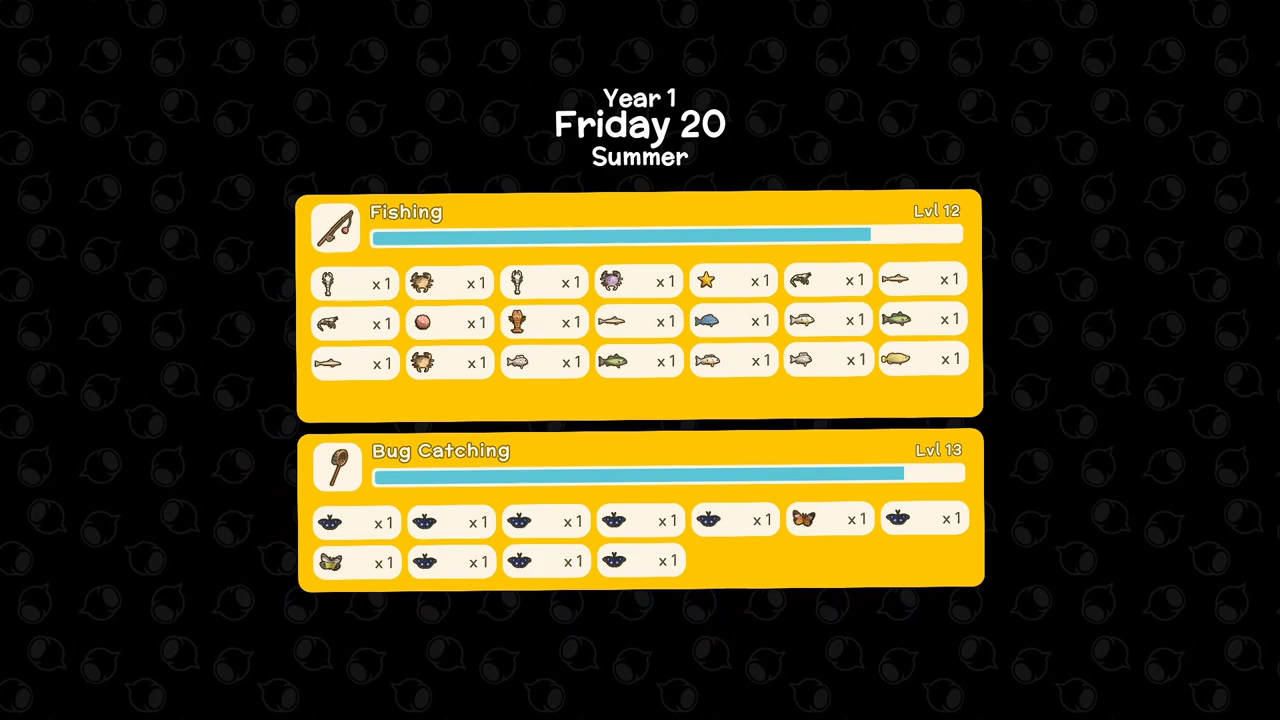 Year 1
Friday 20
Summer
Fishing Lvl 12
x1 x1 x1 x1 x1 x1 x1
x1 x1 x1 x1 x1 x1 x1
x1 x1 x1 x1 x1 x1 x1
Bug Catching Lvl 13
x1 x1 x1 x1 x1 x1 x1
x1 x1 x1 x1